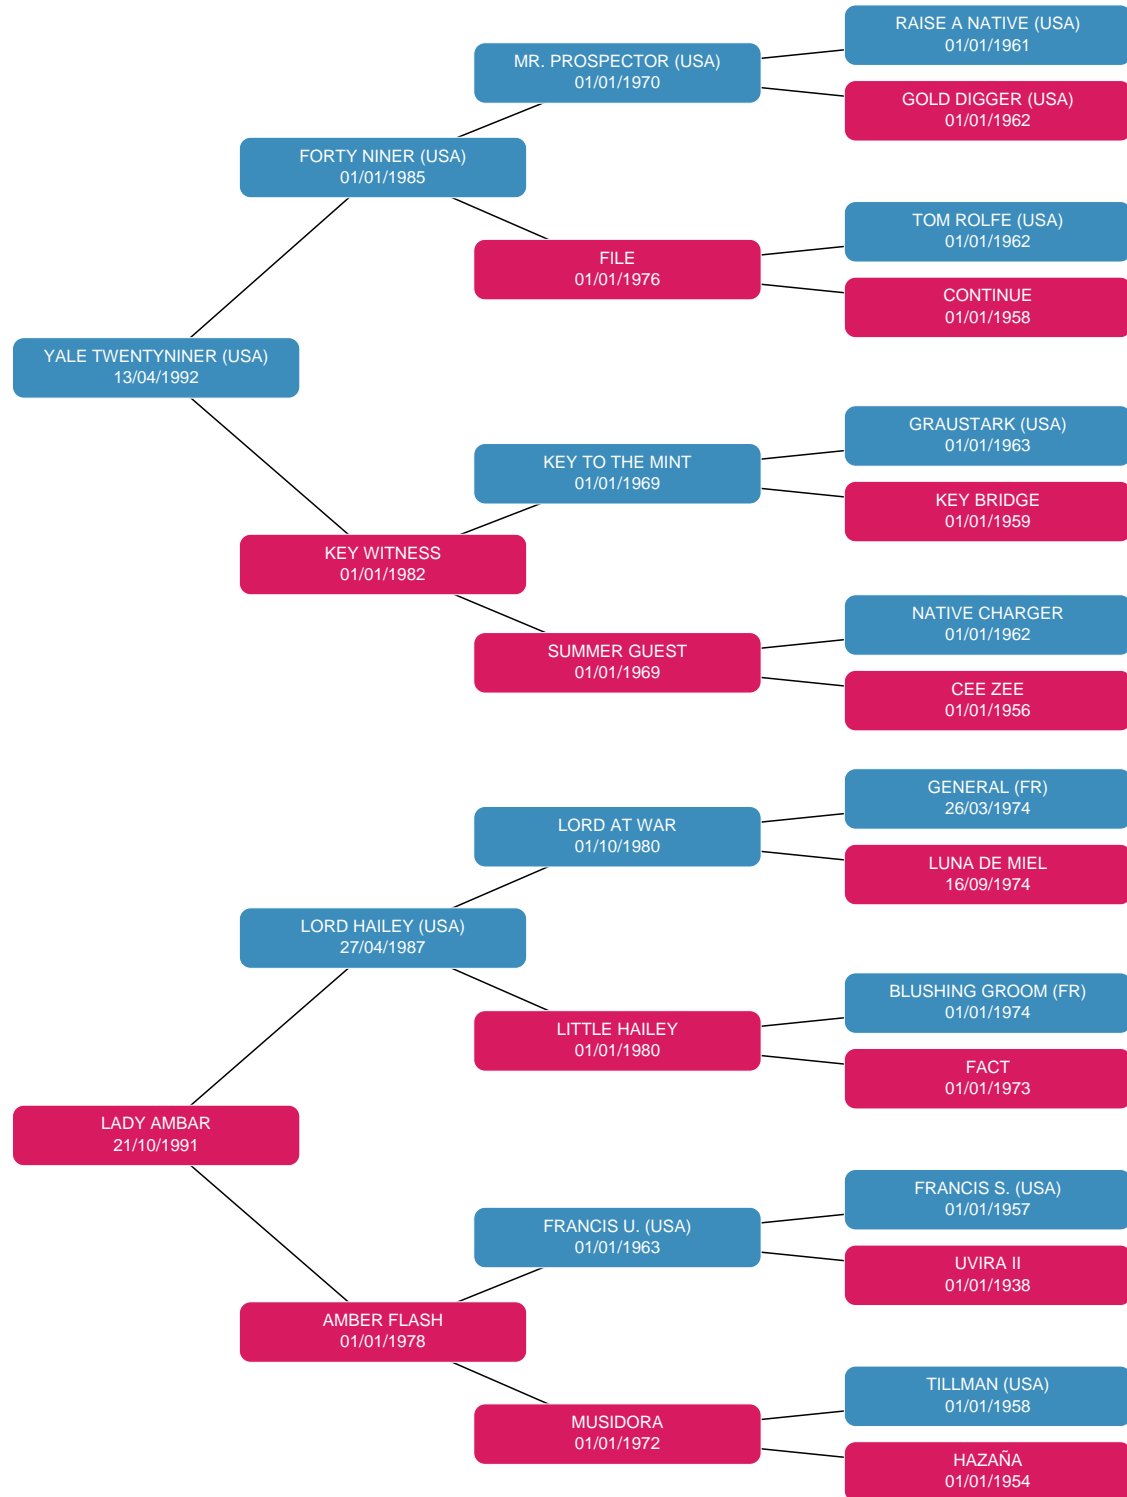 RAISE A NATIVE (USA)
01/01/1961
MR. PROSPECTOR (USA)
01/01/1970
GOLD DIGGER (USA)
01/01/1962
FORTY NINER (USA)
01/01/1985
TOM ROLFE (USA)
01/01/1962
FILE
01/01/1976
CONTINUE
01/01/1958
YALE TWENTYNINER (USA)
13/04/1992
GRAUSTARK (USA)
01/01/1963
KEY TO THE MINT
01/01/1969
KEY BRIDGE
01/01/1959
KEY WITNESS
01/01/1982
NATIVE CHARGER
01/01/1962
SUMMER GUEST
01/01/1969
CEE ZEE
01/01/1956
GENERAL (FR)
26/03/1974
LORD AT WAR
01/10/1980
LUNA DE MIEL
16/09/1974
LORD HAILEY (USA)
27/04/1987
BLUSHING GROOM (FR)
01/01/1974
LITTLE HAILEY
01/01/1980
FACT
01/01/1973
LADY AMBAR
21/10/1991
FRANCIS S. (USA)
01/01/1957
FRANCIS U. (USA)
01/01/1963
UVIRA II
01/01/1938
AMBER FLASH
01/01/1978
TILLMAN (USA)
01/01/1958
MUSIDORA
01/01/1972
HAZAÑA
01/01/1954